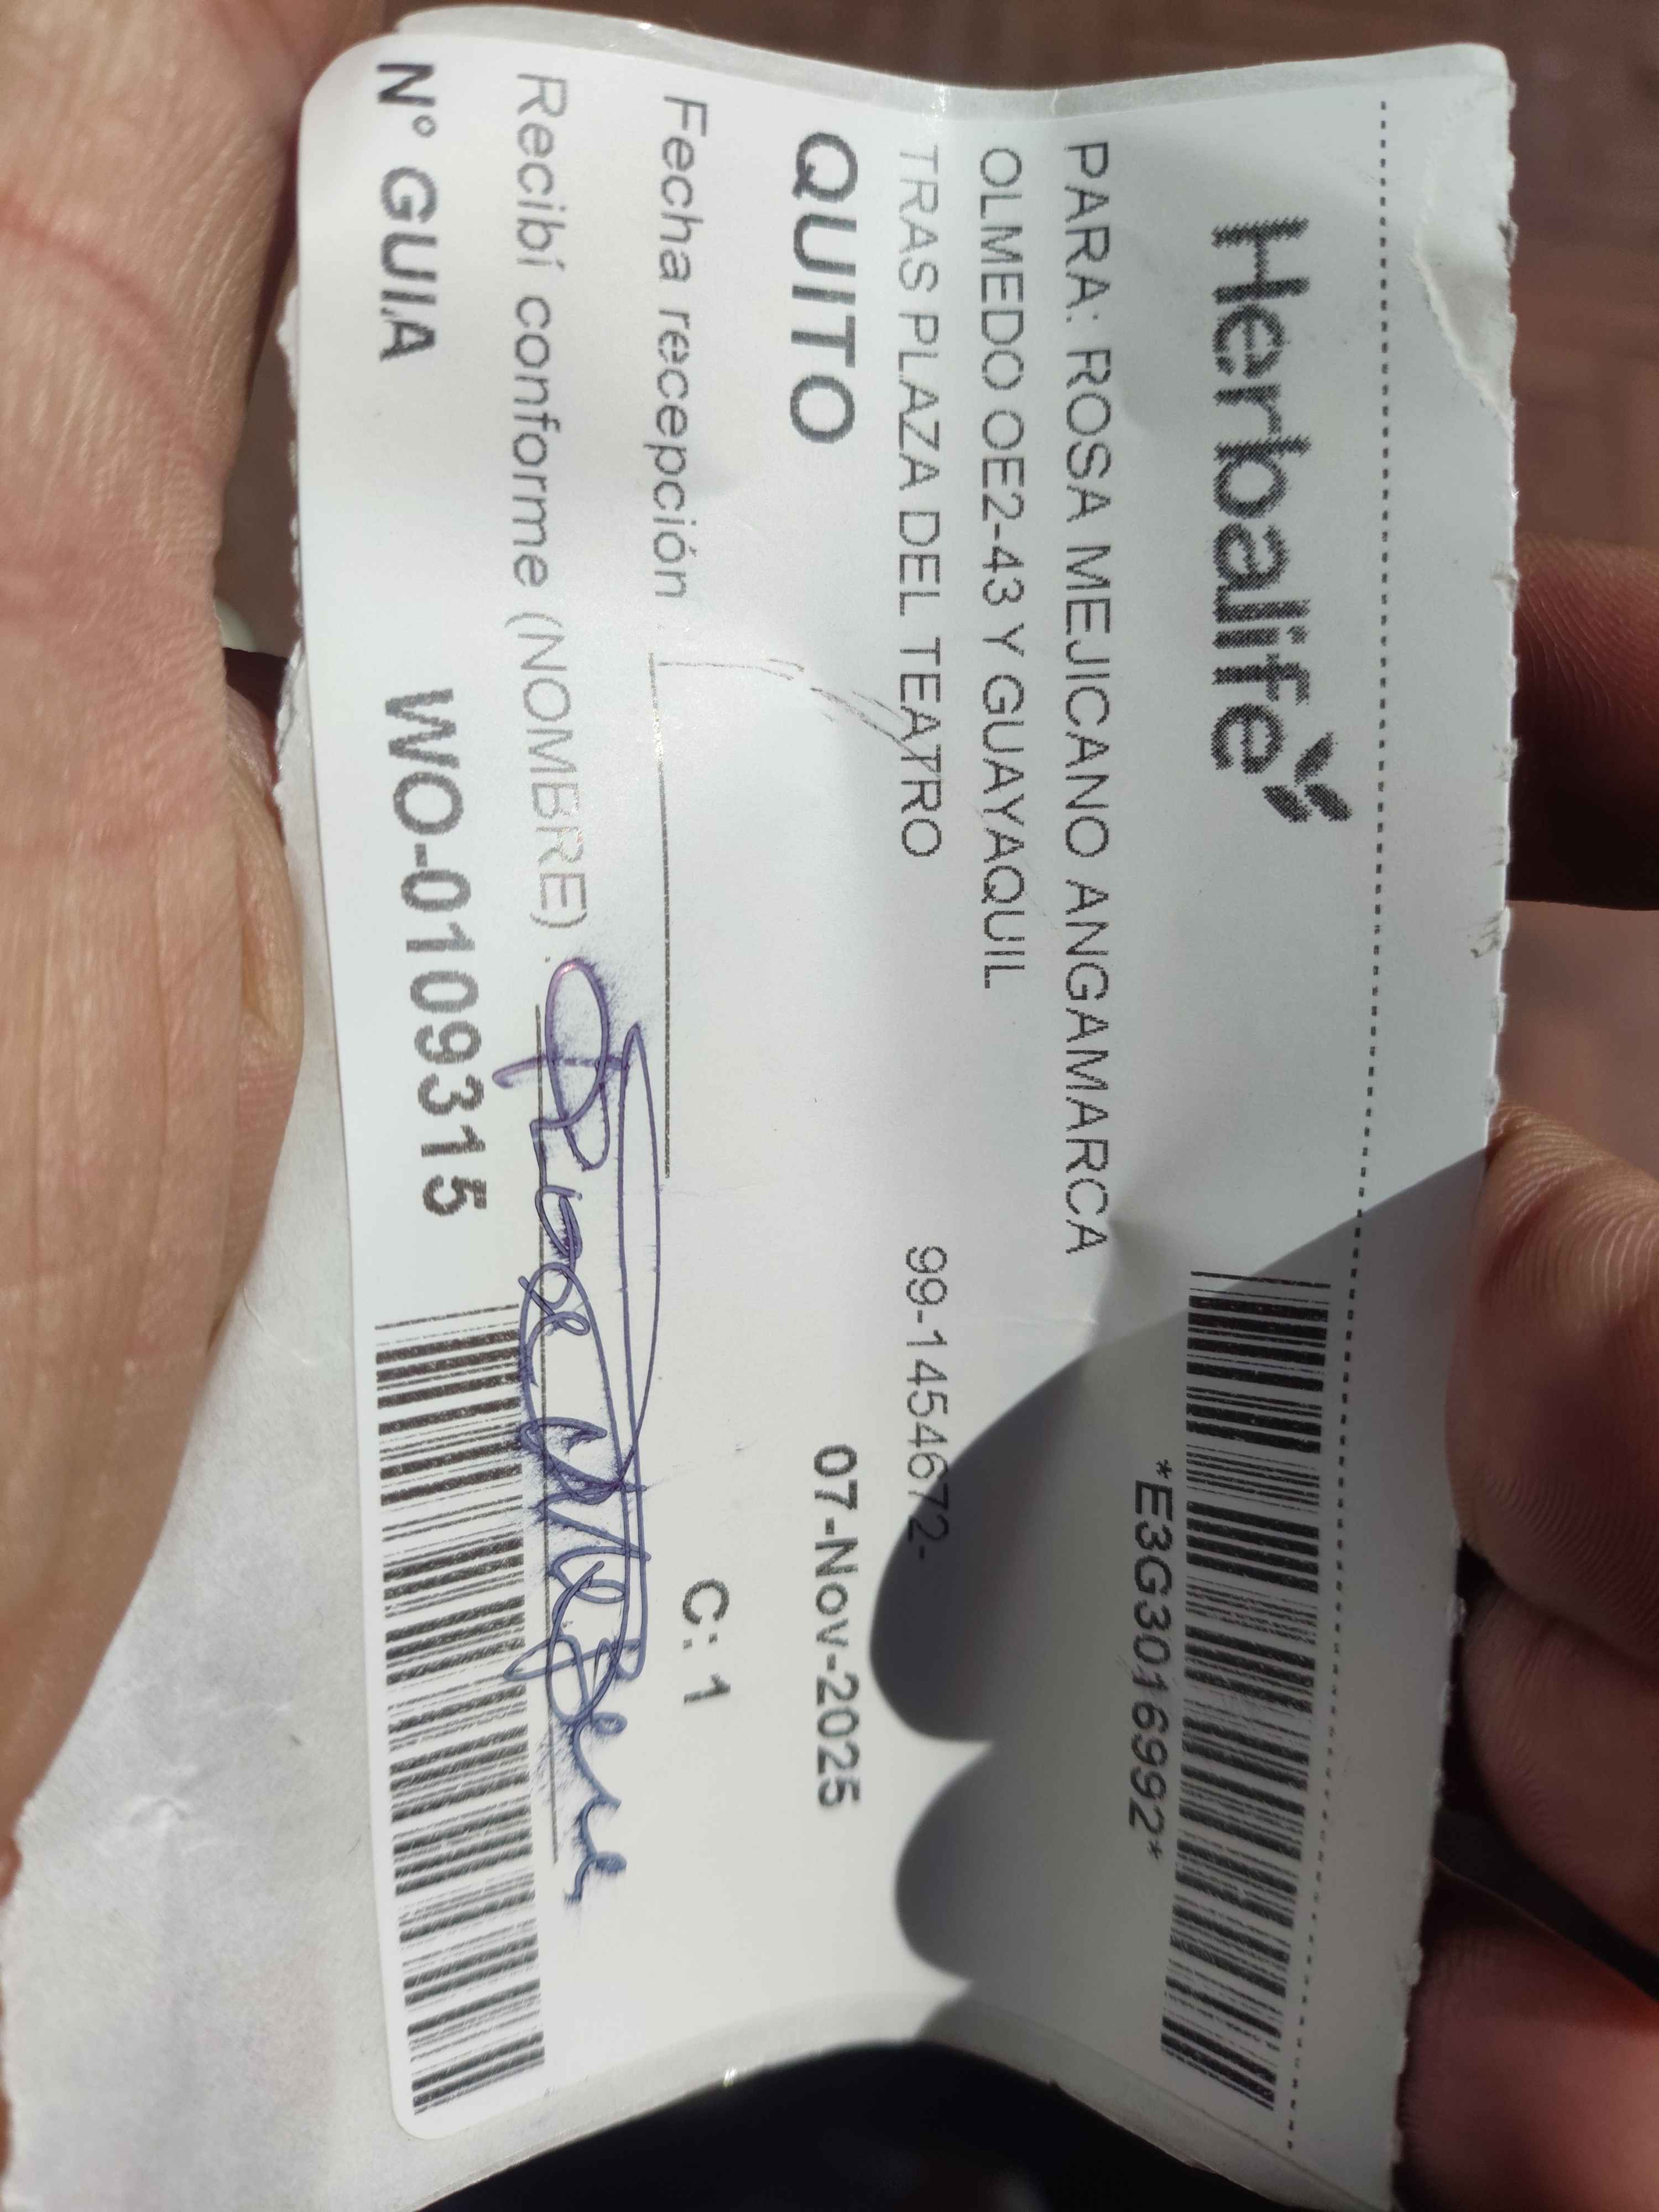 Herbalife
*E3G3016992*
PARA: ROSA MEJICANO ANGAMARCA
OLMEDO OE2-43 Y GUAYAQUIL
TRAS PLAZA DEL TEATRO 99-1454672-
QUITO 07-Nov-2025
Fecha recepción C: 1
Recibí conforme (NOMBRE) :
N° GUIA WO-0109315